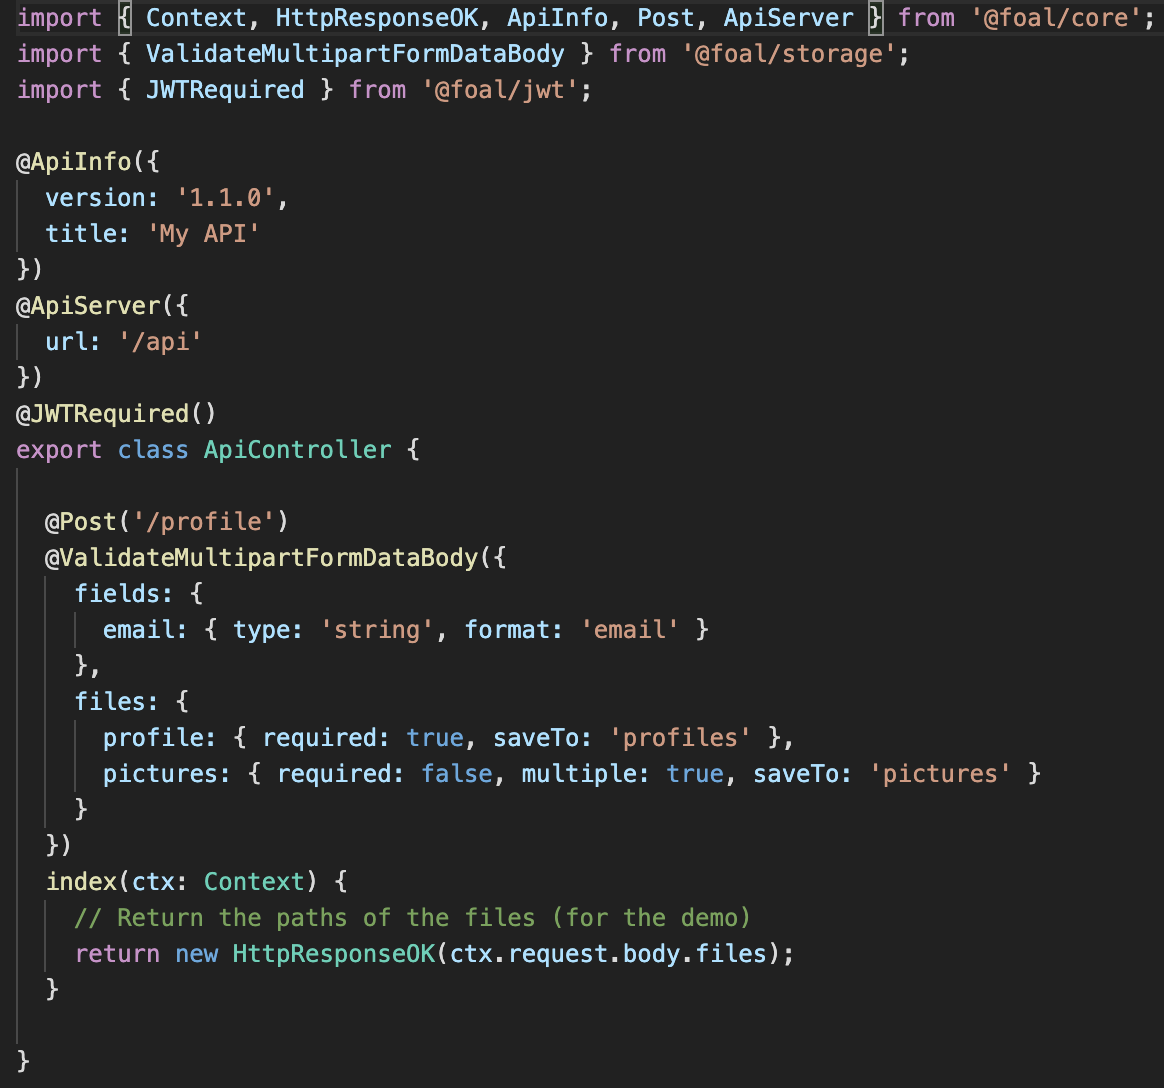 import { Context, HttpResponseOK, ApiInfo, Post, ApiServer } from '@foal/core';
import { ValidateMultipartFormDataBody } from '@foal/storage';
import { JWTRequired } from '@foal/jwt';

@ApiInfo({
  version: '1.1.0',
  title: 'My API'
})
@ApiServer({
  url: '/api'
})
@JWTRequired()
export class ApiController {

  @Post('/profile')
  @ValidateMultipartFormDataBody({
    fields: {
      email: { type: 'string', format: 'email' }
    },
    files: {
      profile: { required: true, saveTo: 'profiles' },
      pictures: { required: false, multiple: true, saveTo: 'pictures' }
    }
  })
  index(ctx: Context) {
    // Return the paths of the files (for the demo)
    return new HttpResponseOK(ctx.request.body.files);
  }

}